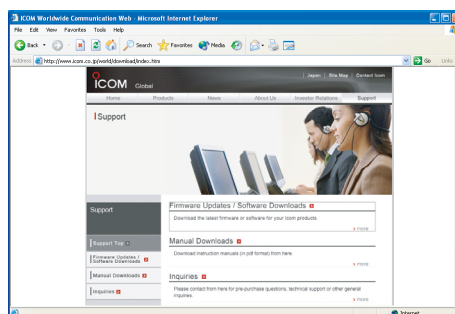 ICOM Worldwide Communication Web - Microsoft Internet Explorer
File Edit View Favorites Tools Help
Back Search Favorites Media
Address http://www.icom.co.jp/world/download/index.htm Go Links
ICOM Global
Japan | Site Map | Contact Icom
Home Products News About Us Investor Relations Support
Support
Support
Support Top
Firmware Updates /
Software Downloads
Manual Downloads
Inquiries
Firmware Updates / Software Downloads
Download the latest firmware or software for your Icom products.
more
Manual Downloads
Download instruction manuals (in pdf format) from here.
more
Inquiries
Please contact from here for pre-purchase questions, technical support or other general
inquiries.
more
Internet